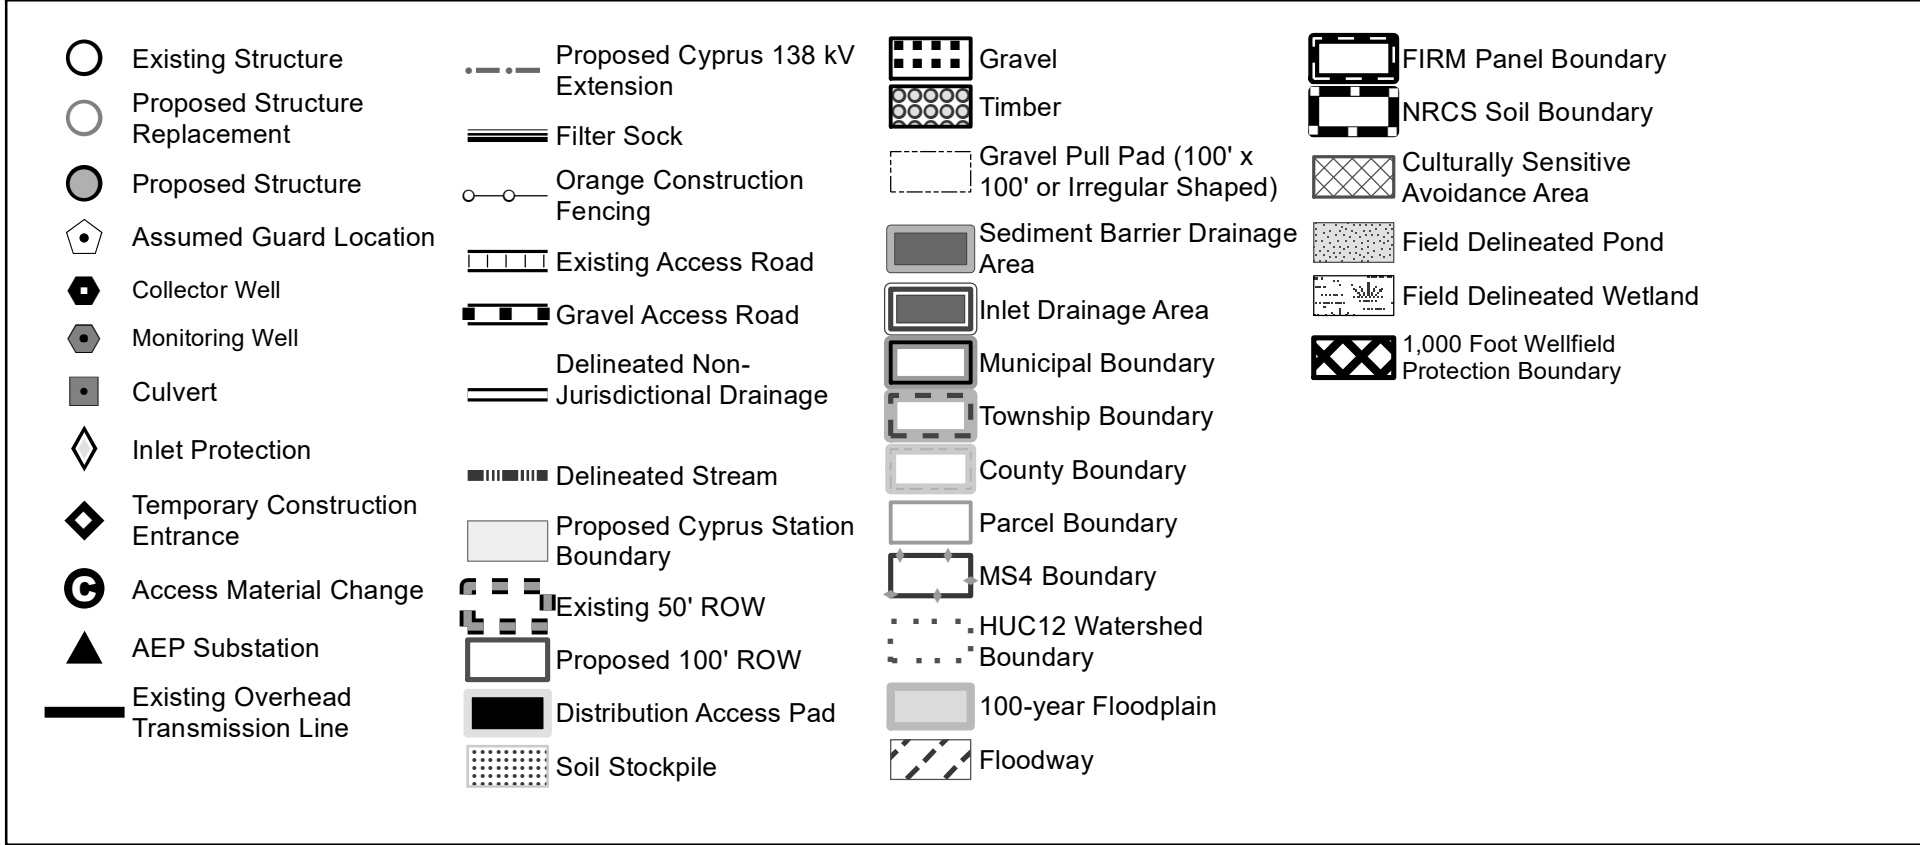 Existing Structure
Proposed Structure
Replacement
Proposed Structure
Assumed Guard Location
Collector Well
Monitoring Well
Culvert
Inlet Protection
Temporary Construction
Entrance
C
Access Material Change
AEP Substation
Existing Overhead
Transmission Line
Proposed Cyprus 138 kV
Extension
Filter Sock
Orange Construction
Fencing
Existing Access Road
Gravel Access Road
Delineated Non-
Jurisdictional Drainage
Delineated Stream
Proposed Cyprus Station
Boundary
Existing 50' ROW
Proposed 100' ROW
Distribution Access Pad
Soil Stockpile
Gravel
Timber
Gravel Pull Pad (100' x
100' or Irregular Shaped)
Sediment Barrier Drainage
Area
Inlet Drainage Area
Municipal Boundary
Township Boundary
County Boundary
Parcel Boundary
MS4 Boundary
HUC12 Watershed
Boundary
100-year Floodplain
Floodway
FIRM Panel Boundary
NRCS Soil Boundary
Culturally Sensitive
Avoidance Area
Field Delineated Pond
Field Delineated Wetland
1,000 Foot Wellfield
Protection Boundary